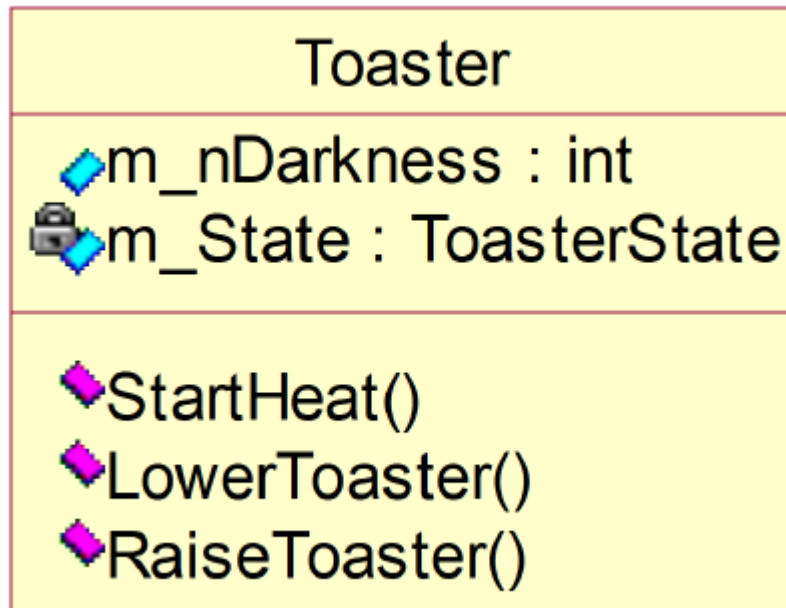 Toaster
m_nDarkness : int
m_State : ToasterState
StartHeat()
LowerToaster()
RaiseToaster()